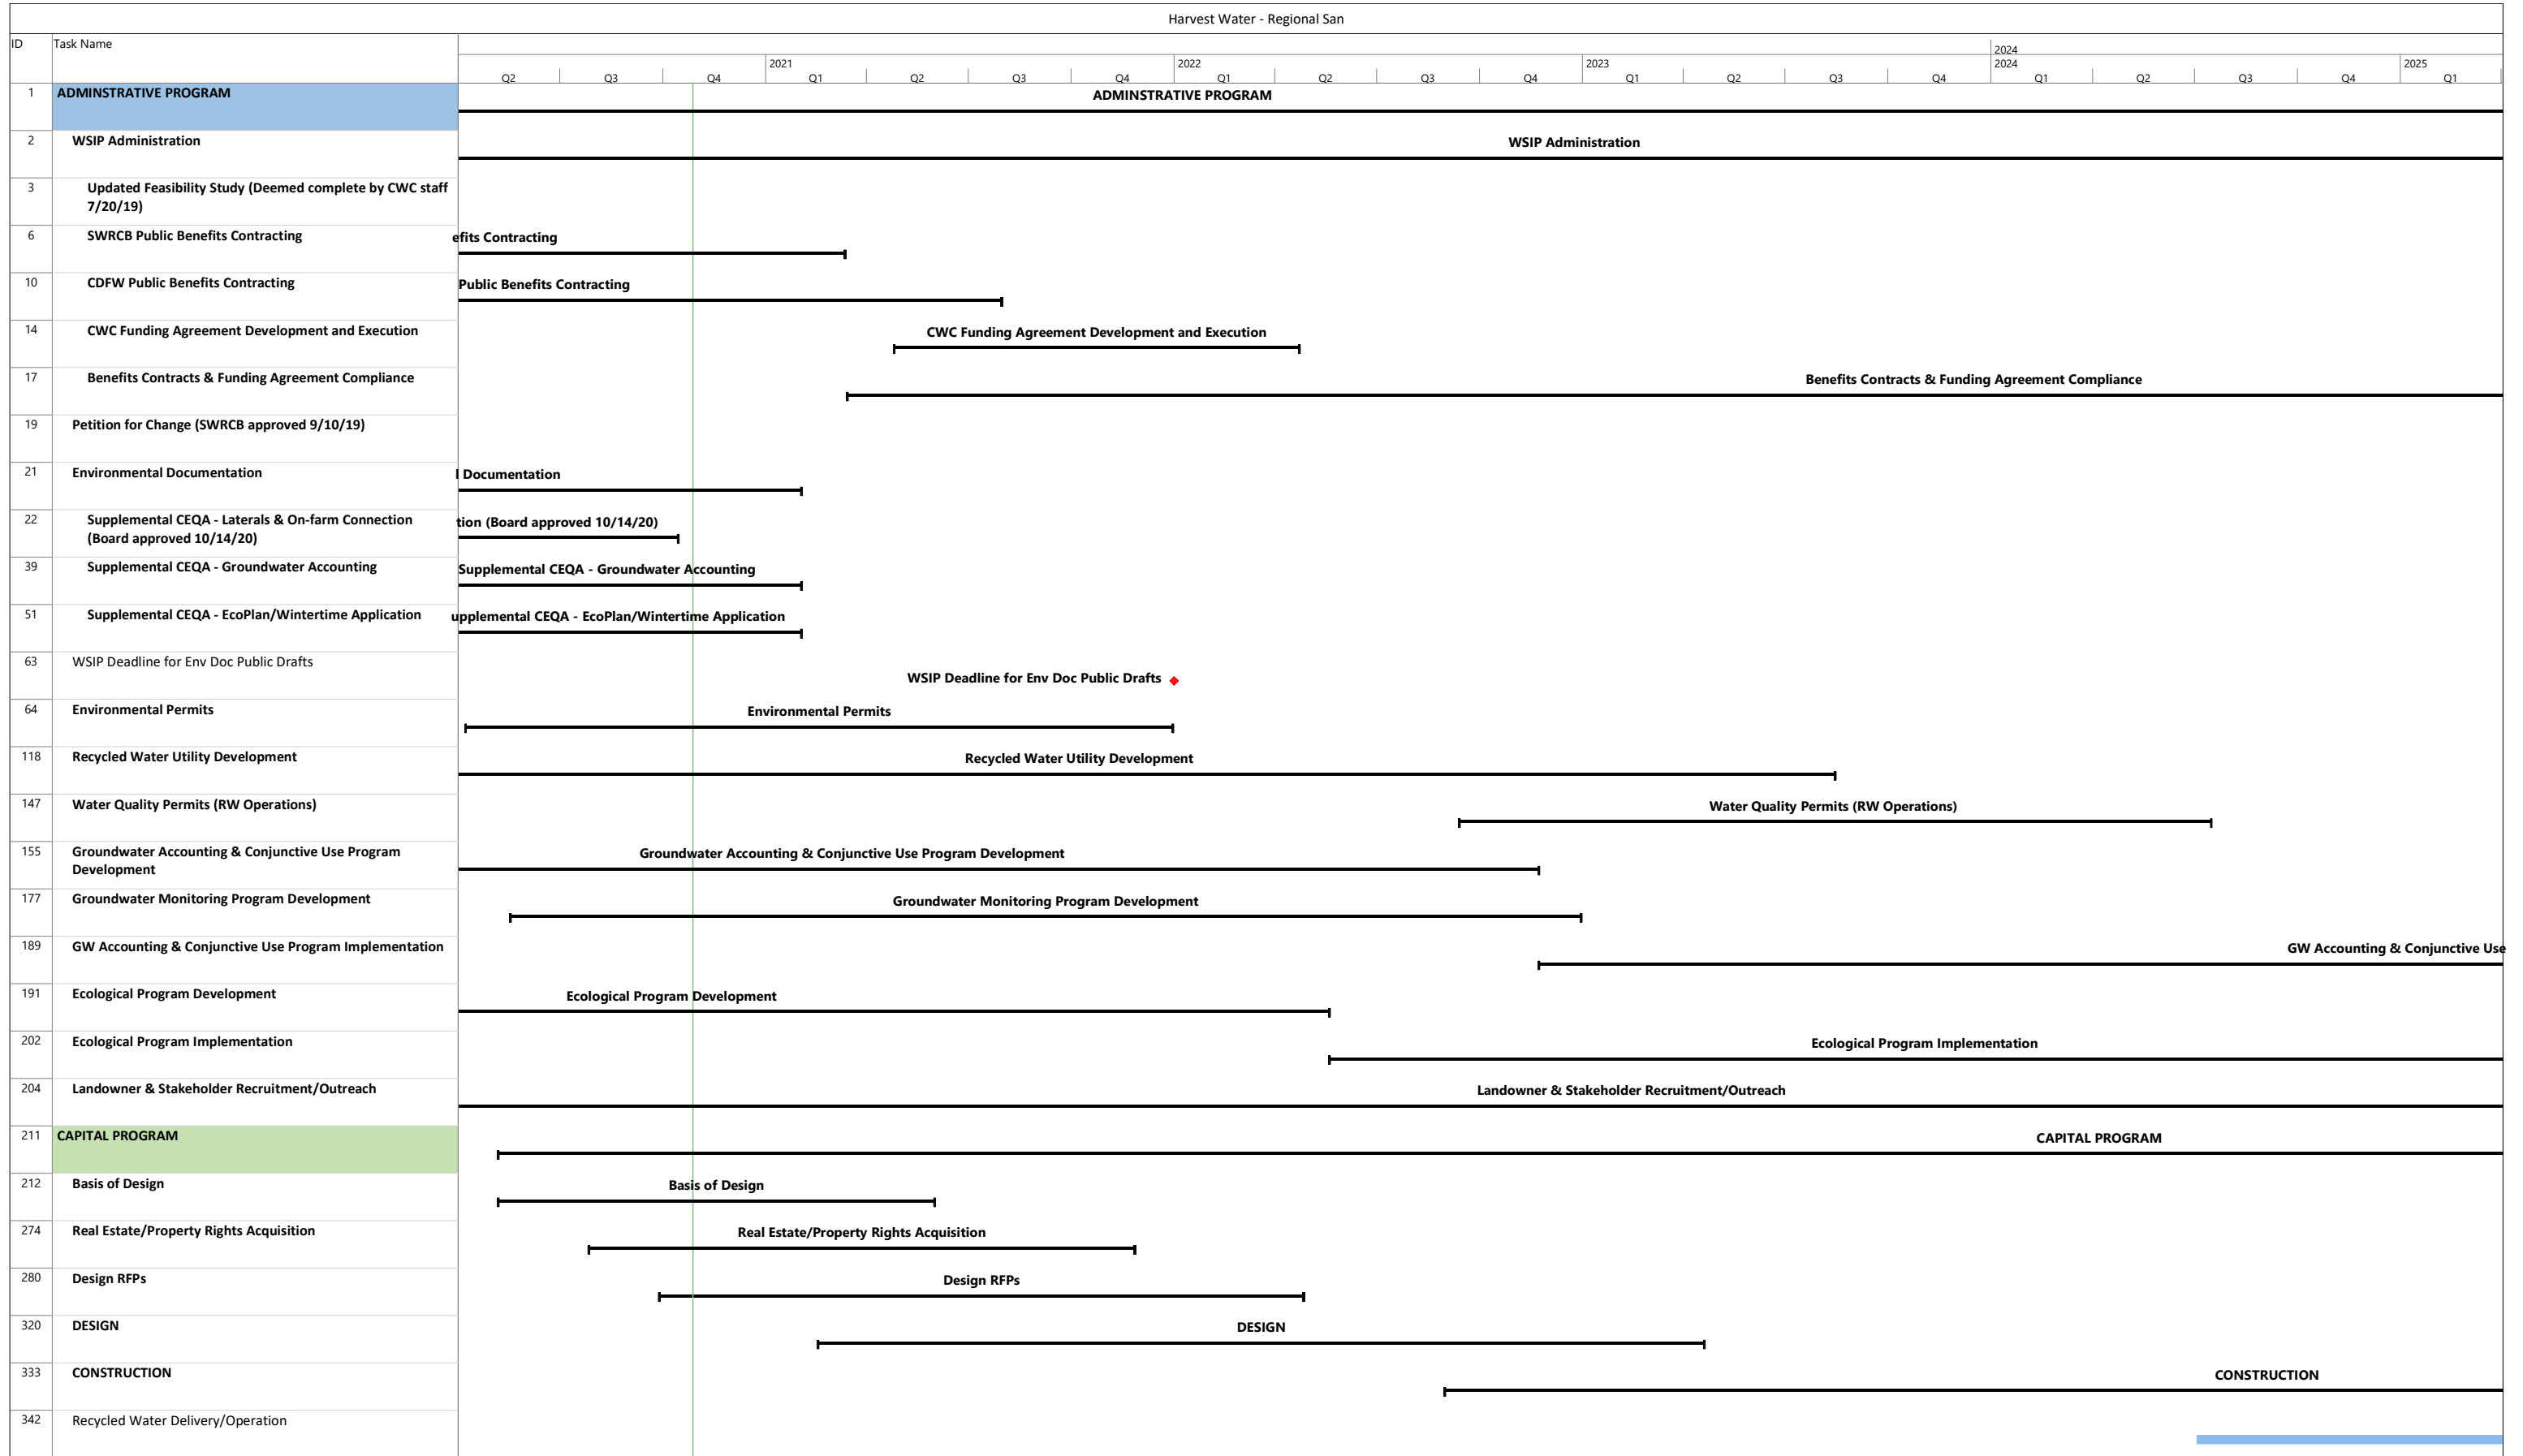 Harvest Water - Regional San
ID Task Name
2024
2021 2022 2023 2024 2025
Q2 Q3 Q4 Q1 Q2 Q3 Q4 Q1 Q2 Q3 Q4 Q1 Q2 Q3 Q4 Q1 Q2 Q3 Q4 Q1
1 ADMINSTRATIVE PROGRAM ADMINSTRATIVE PROGRAM
2 WSIP Administration WSIP Administration
3 Updated Feasibility Study (Deemed complete by CWC staff
7/20/19)
6 SWRCB Public Benefits Contracting efits Contracting
10 CDFW Public Benefits Contracting Public Benefits Contracting
14 CWC Funding Agreement Development and Execution CWC Funding Agreement Development and Execution
17 Benefits Contracts & Funding Agreement Compliance Benefits Contracts & Funding Agreement Compliance
19 Petition for Change (SWRCB approved 9/10/19)
21 Environmental Documentation l Documentation
22 Supplemental CEQA - Laterals & On-farm Connection tion (Board approved 10/14/20)
(Board approved 10/14/20)
39 Supplemental CEQA - Groundwater Accounting Supplemental CEQA - Groundwater Accounting
51 Supplemental CEQA - EcoPlan/Wintertime Application upplemental CEQA - EcoPlan/Wintertime Application
63 WSIP Deadline for Env Doc Public Drafts WSIP Deadline for Env Doc Public Drafts
64 Environmental Permits Environmental Permits
118 Recycled Water Utility Development Recycled Water Utility Development
147 Water Quality Permits (RW Operations) Water Quality Permits (RW Operations)
155 Groundwater Accounting & Conjunctive Use Program Groundwater Accounting & Conjunctive Use Program Development
Development
177 Groundwater Monitoring Program Development Groundwater Monitoring Program Development
189 GW Accounting & Conjunctive Use Program Implementation GW Accounting & Conjunctive Use
191 Ecological Program Development Ecological Program Development
202 Ecological Program Implementation Ecological Program Implementation
204 Landowner & Stakeholder Recruitment/Outreach Landowner & Stakeholder Recruitment/Outreach
211 CAPITAL PROGRAM CAPITAL PROGRAM
212 Basis of Design Basis of Design
274 Real Estate/Property Rights Acquisition Real Estate/Property Rights Acquisition
280 Design RFPs Design RFPs
320 DESIGN DESIGN
333 CONSTRUCTION CONSTRUCTION
342 Recycled Water Delivery/Operation